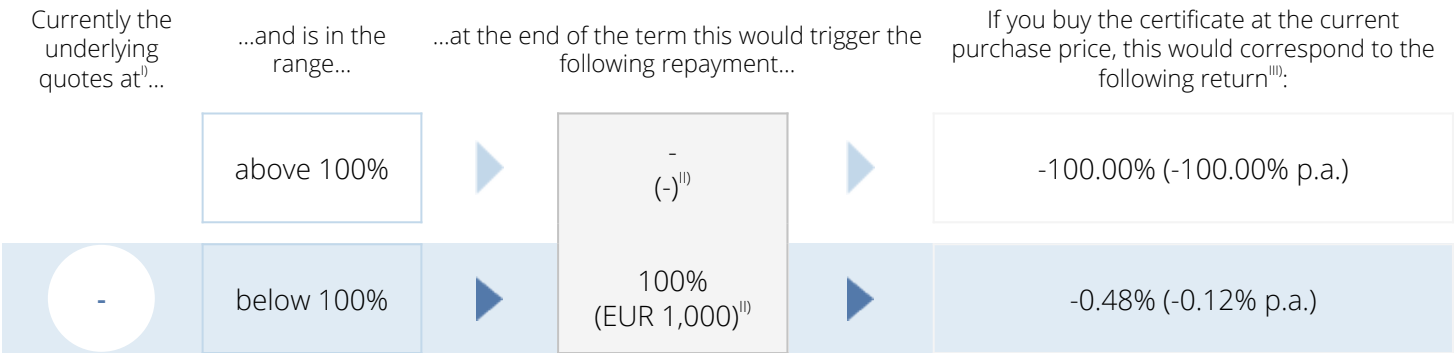 Currently the
underlying
quotes at I)...
...and is in the
range...
...at the end of the term this would trigger the
following repayment...
If you buy the certificate at the current
purchase price, this would correspond to the
following return III):
above 100%
-
(-) II)
-100.00% (-100.00% p.a.)
-
below 100%
100%
(EUR 1,000) II)
-0.48% (-0.12% p.a.)